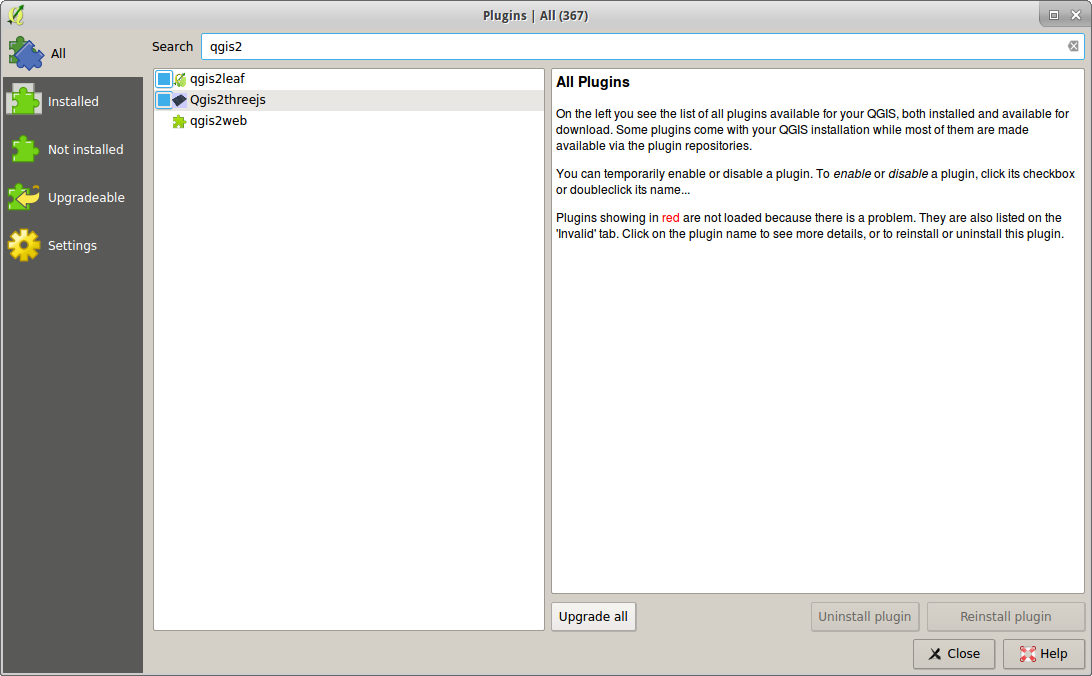 Plugins | All (367)
All
Installed
Not installed
Upgradeable
Settings
Search qgis2
qgis2leaf
Qgis2threejs
qgis2web
All Plugins
On the left you see the list of all plugins available for your QGIS, both installed and available for
download. Some plugins come with your QGIS installation while most of them are made
available via the plugin repositories.
You can temporarily enable or disable a plugin. To enable or disable a plugin, click its checkbox
or doubleclick its name...
Plugins showing in red are not loaded because there is a problem. They are also listed on the
'Invalid' tab. Click on the plugin name to see more details, or to reinstall or uninstall this plugin.
Upgrade all
Uninstall plugin
Reinstall plugin
Close
Help